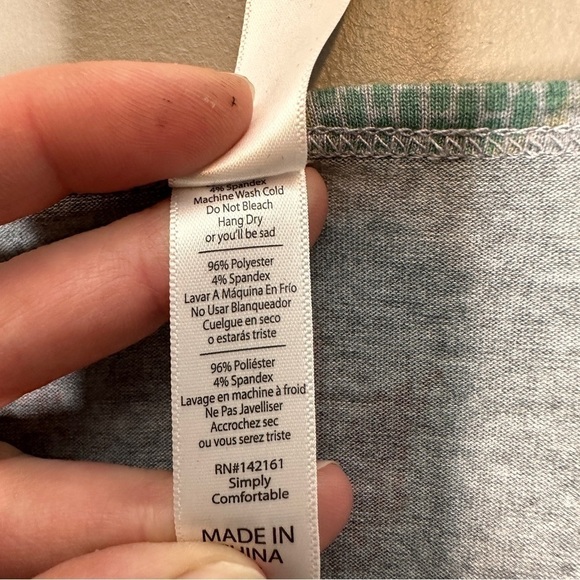 4% Spandex
Machine Wash Cold
Do Not Bleach
Hang Dry
or you'll be sad
96% Polyester
4% Spandex
Lavar A Máquina En Frío
No Usar Blanqueador
Cuelgue en seco
o estarás triste
96% Poliéster
4% Spandex
Lavage en machine à froid
Ne Pas Javelliser
Accrochez sec
ou vous serez triste
RN#142161
Simply
Comfortable
MADE IN
CHINA